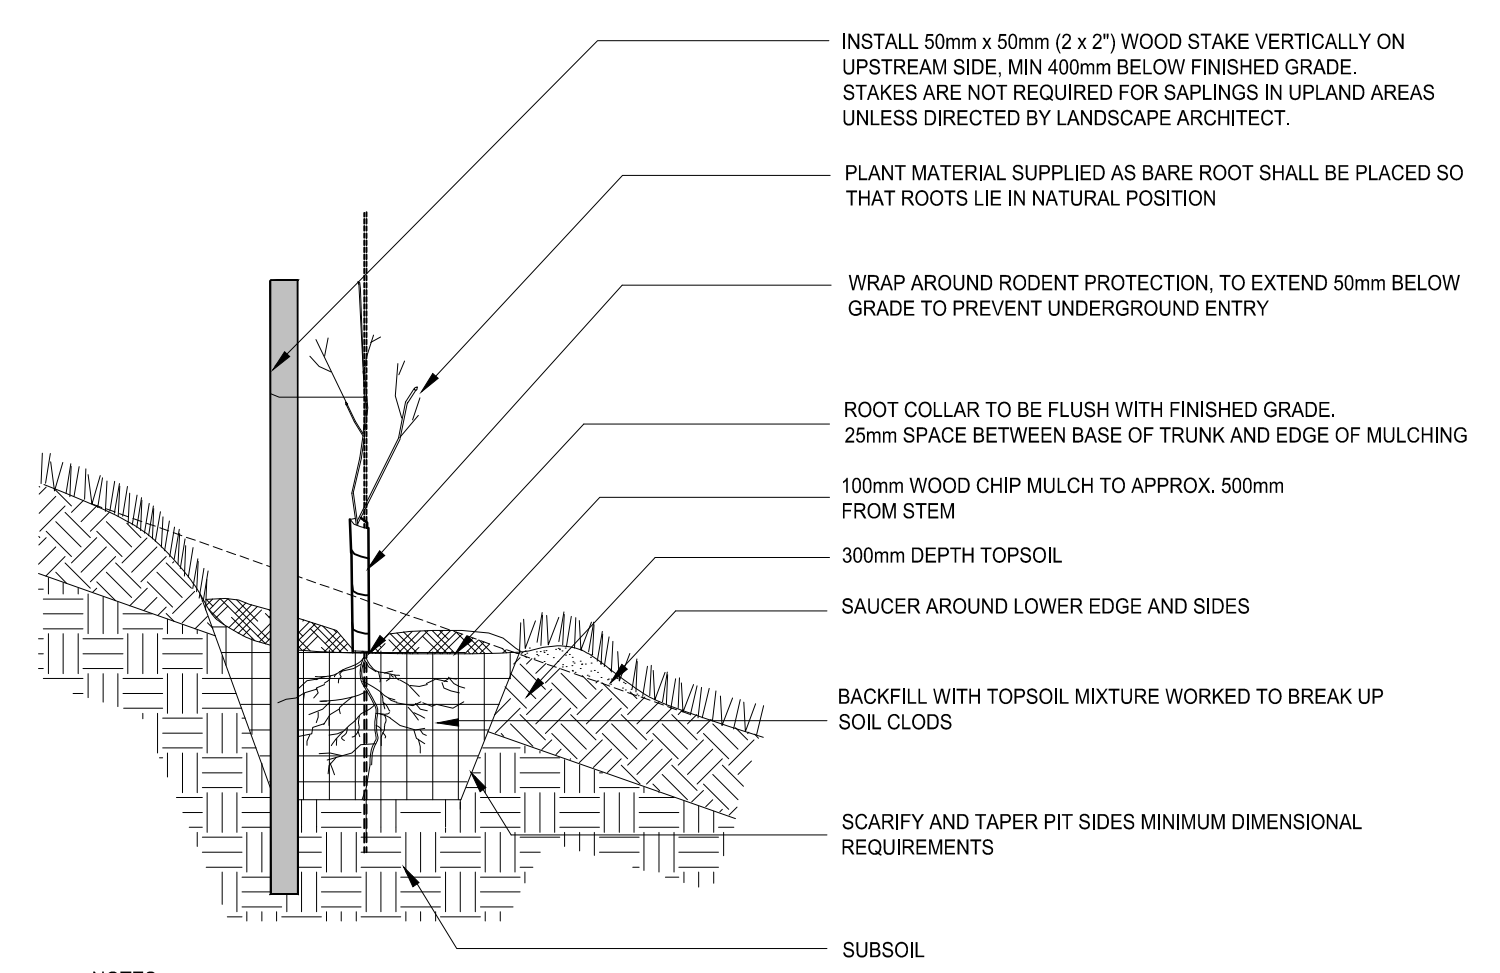 INSTALL 50mm x 50mm (2 x 2") WOOD STAKE VERTICALLY ON
UPSTREAM SIDE, MIN 400mm BELOW FINISHED GRADE.
STAKES ARE NOT REQUIRED FOR SAPLINGS IN UPLAND AREAS
UNLESS DIRECTED BY LANDSCAPE ARCHITECT.
PLANT MATERIAL SUPPLIED AS BARE ROOT SHALL BE PLACED SO
THAT ROOTS LIE IN NATURAL POSITION
WRAP AROUND RODENT PROTECTION, TO EXTEND 50mm BELOW
GRADE TO PREVENT UNDERGROUND ENTRY
ROOT COLLAR TO BE FLUSH WITH FINISHED GRADE.
25mm SPACE BETWEEN BASE OF TRUNK AND EDGE OF MULCHING
100mm WOOD CHIP MULCH TO APPROX. 500mm
FROM STEM
300mm DEPTH TOPSOIL
SAUCER AROUND LOWER EDGE AND SIDES
BACKFILL WITH TOPSOIL MIXTURE WORKED TO BREAK UP
SOIL CLODS
SCARIFY AND TAPER PIT SIDES MINIMUM DIMENSIONAL
REQUIREMENTS
SUBSOIL
NOTES